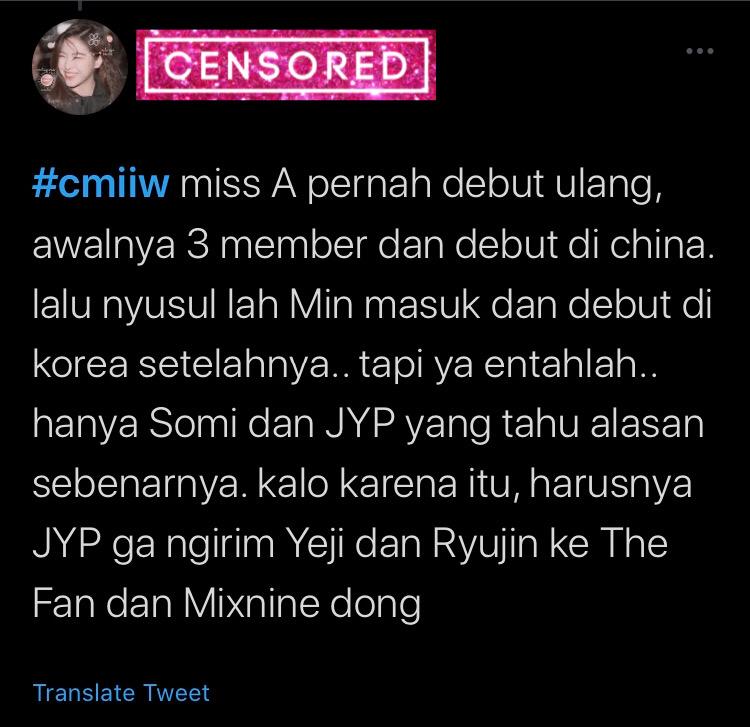 CENSORED
#cmiiw miss A pernah debut ulang,
awalnya 3 member dan debut di china.
lalu nyusul lah Min masuk dan debut di
korea setelahnya.. tapi ya entahlah..
hanya Somi dan JYP yang tahu alasan
sebenarnya. kalo karena itu, harusnya
JYP ga ngirim Yeji dan Ryujin ke The
Fan dan Mixnine dong
Translate Tweet